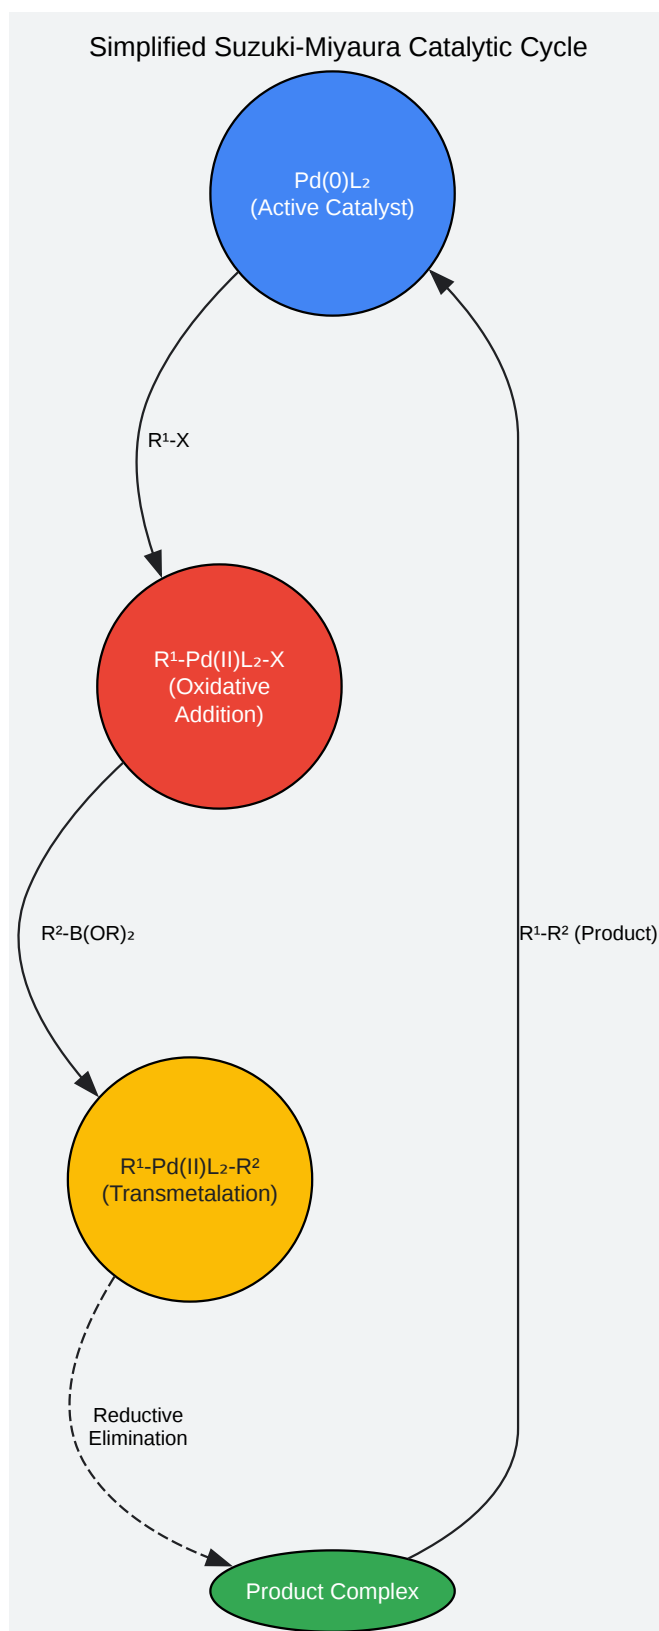 Simplified Suzuki-Miyaura Catalytic Cycle
Pd(0)L₂
(Active Catalyst)
R¹-X
R¹-Pd(II)L₂-X
(Oxidative
Addition)
R²-B(OR)₂
R¹-R² (Product)
R¹-Pd(II)L₂-R²
(Transmetalation)
Reductive
Elimination
Product Complex